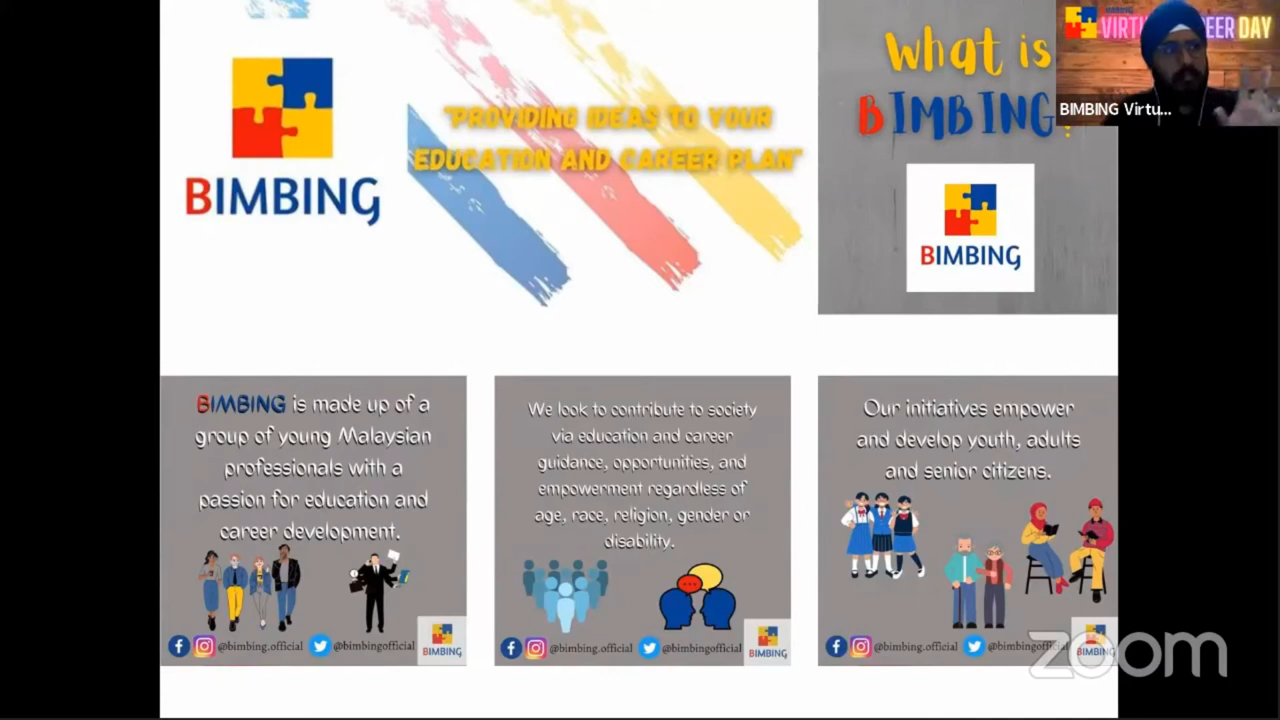 BIMBING
"PROVIDING IDEAS TO YOUR
EDUCATION AND CAREER PLAN"
What is
BIMBING?
BIMBING
VIRTU EER DAY
BIMBING Virtu...
BIMBING is made up of a
group of young Malaysian
professionals with a
passion for education and
career development.
@bimbing.official @bimbingofficial
BIMBING
We look to contribute to society
via education and career
guidance, opportunities, and
empowerment regardless of
age, race, religion, gender or
disability.
@bimbing.official @bimbingofficial
BIMBING
Our initiatives empower
and develop youth, adults
and senior citizens.
@bimbing.official @bimbingofficial
BIMBING
zoom